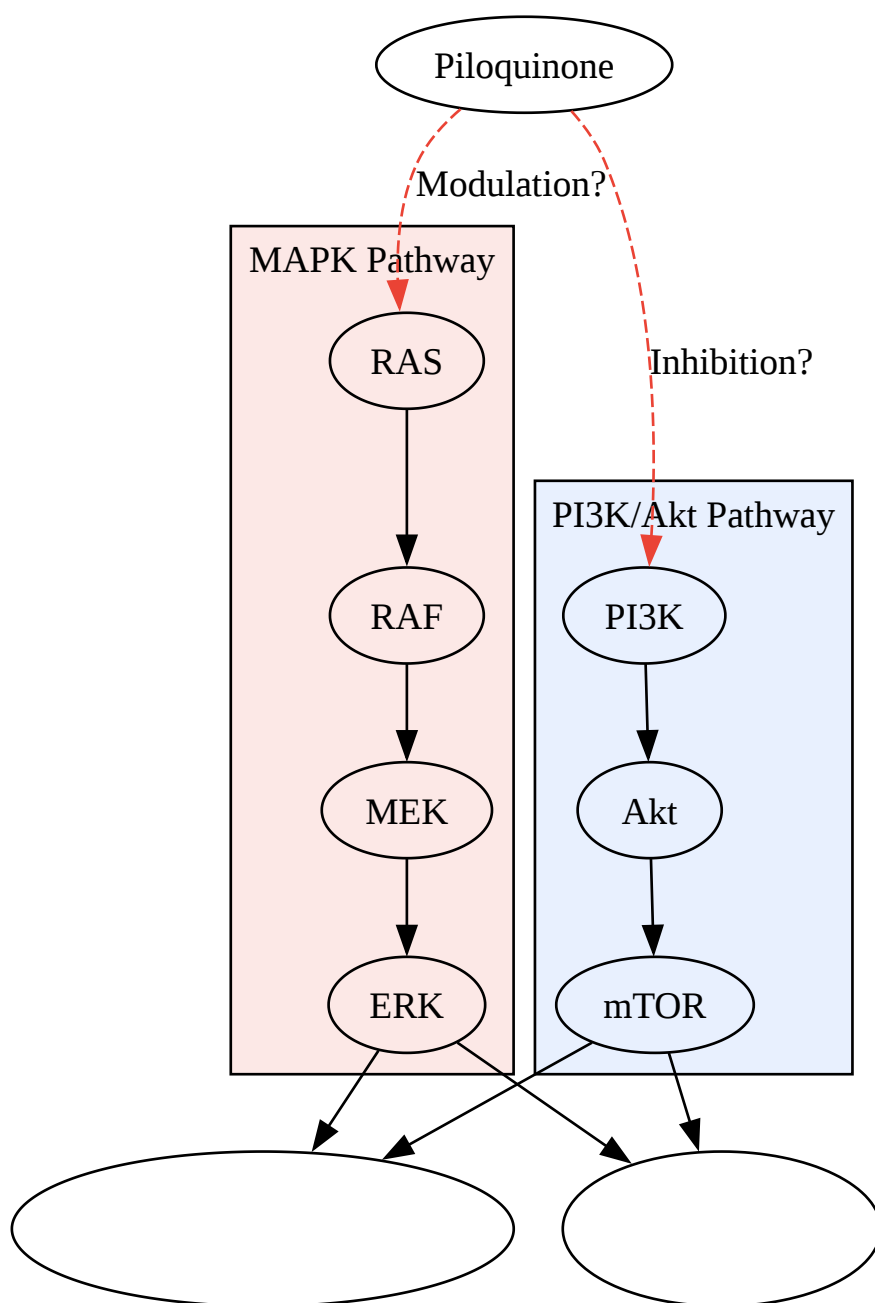 Piloquinone
Modulation?
MAPK Pathway
RAS
Inhibition?
PI3K/Akt Pathway
RAF
PI3K
MEK
Akt
ERK
mTOR